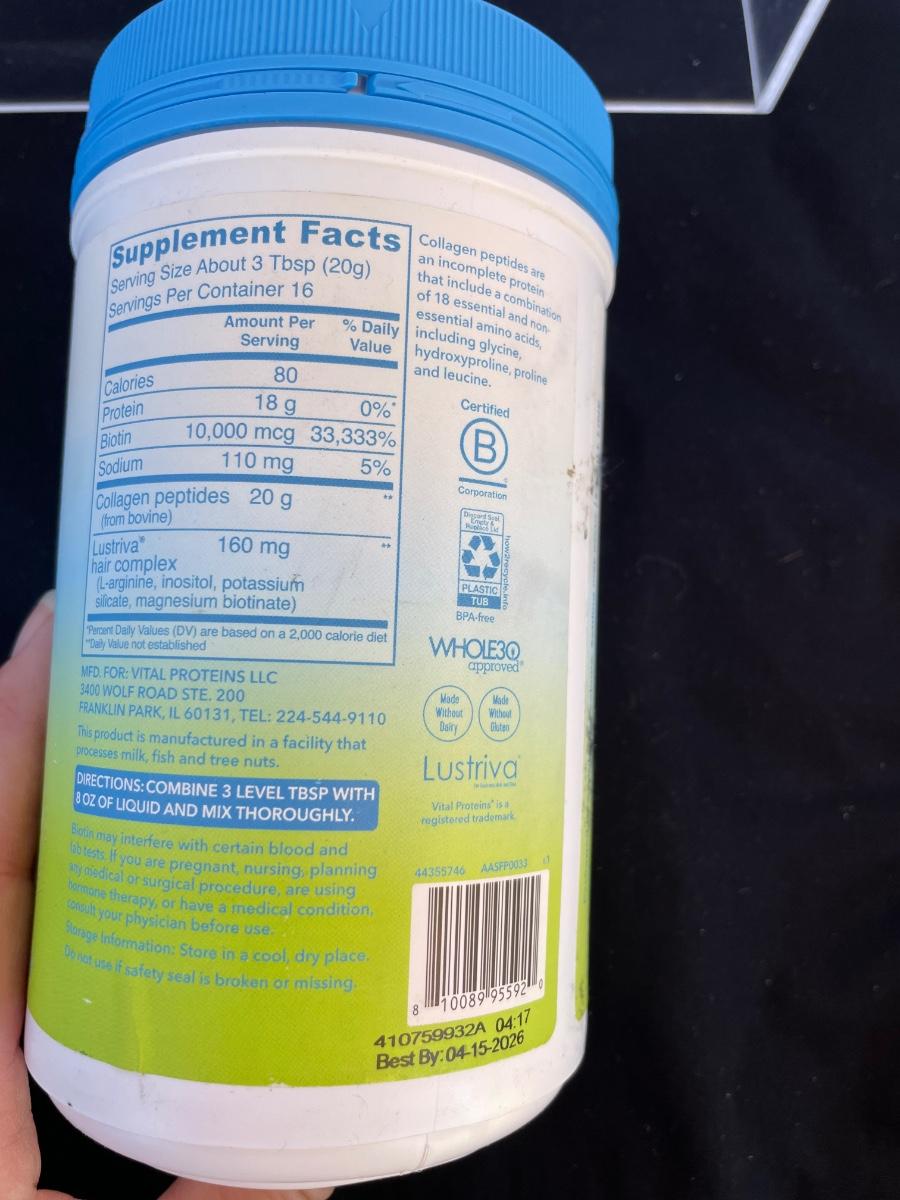 Supplement Facts
Serving Size About 3 Tbsp (20g)
Servings Per Container 16
Amount Per Serving % Daily Value
Calories 80
Protein 18 g 0%*
Biotin 10,000 mcg 33,333%
Sodium 110 mg 5%
Collagen peptides 20 g **
(from bovine)
Lustriva® 160 mg **
hair complex
(L-arginine, inositol, potassium
silicate, magnesium biotinate)
*Percent Daily Values (DV) are based on a 2,000 calorie diet
**Daily Value not established
MFD. FOR: VITAL PROTEINS LLC
3400 WOLF ROAD STE. 200
FRANKLIN PARK, IL 60131, TEL: 224-544-9110
This product is manufactured in a facility that
processes milk, fish and tree nuts.
DIRECTIONS: COMBINE 3 LEVEL TBSP WITH
8 OZ OF LIQUID AND MIX THOROUGHLY.
Biotin may interfere with certain blood and
lab tests. If you are pregnant, nursing, planning
any medical or surgical procedure, are using
hormone therapy, or have a medical condition,
consult your physician before use.
Storage Information: Store in a cool, dry place.
Do not use if safety seal is broken or missing.
Collagen peptides are
an incomplete protein
that include a combination
of 18 essential and non-
essential amino acids,
including glycine,
hydroxyproline, proline
and leucine.
Certified
B
Corporation
Discard Seal,
Empty &
Replace Lid
PLASTIC
TUB
how2recycle.info
BPA-free
WHOLE30
approved®
Made Without Dairy
Made Without Gluten
Lustriva®
Vital Proteins® is a
registered trademark.
44355746 AASFP0033
8 10089 95592 0
410759932A 04:17
Best By: 04-15-2026